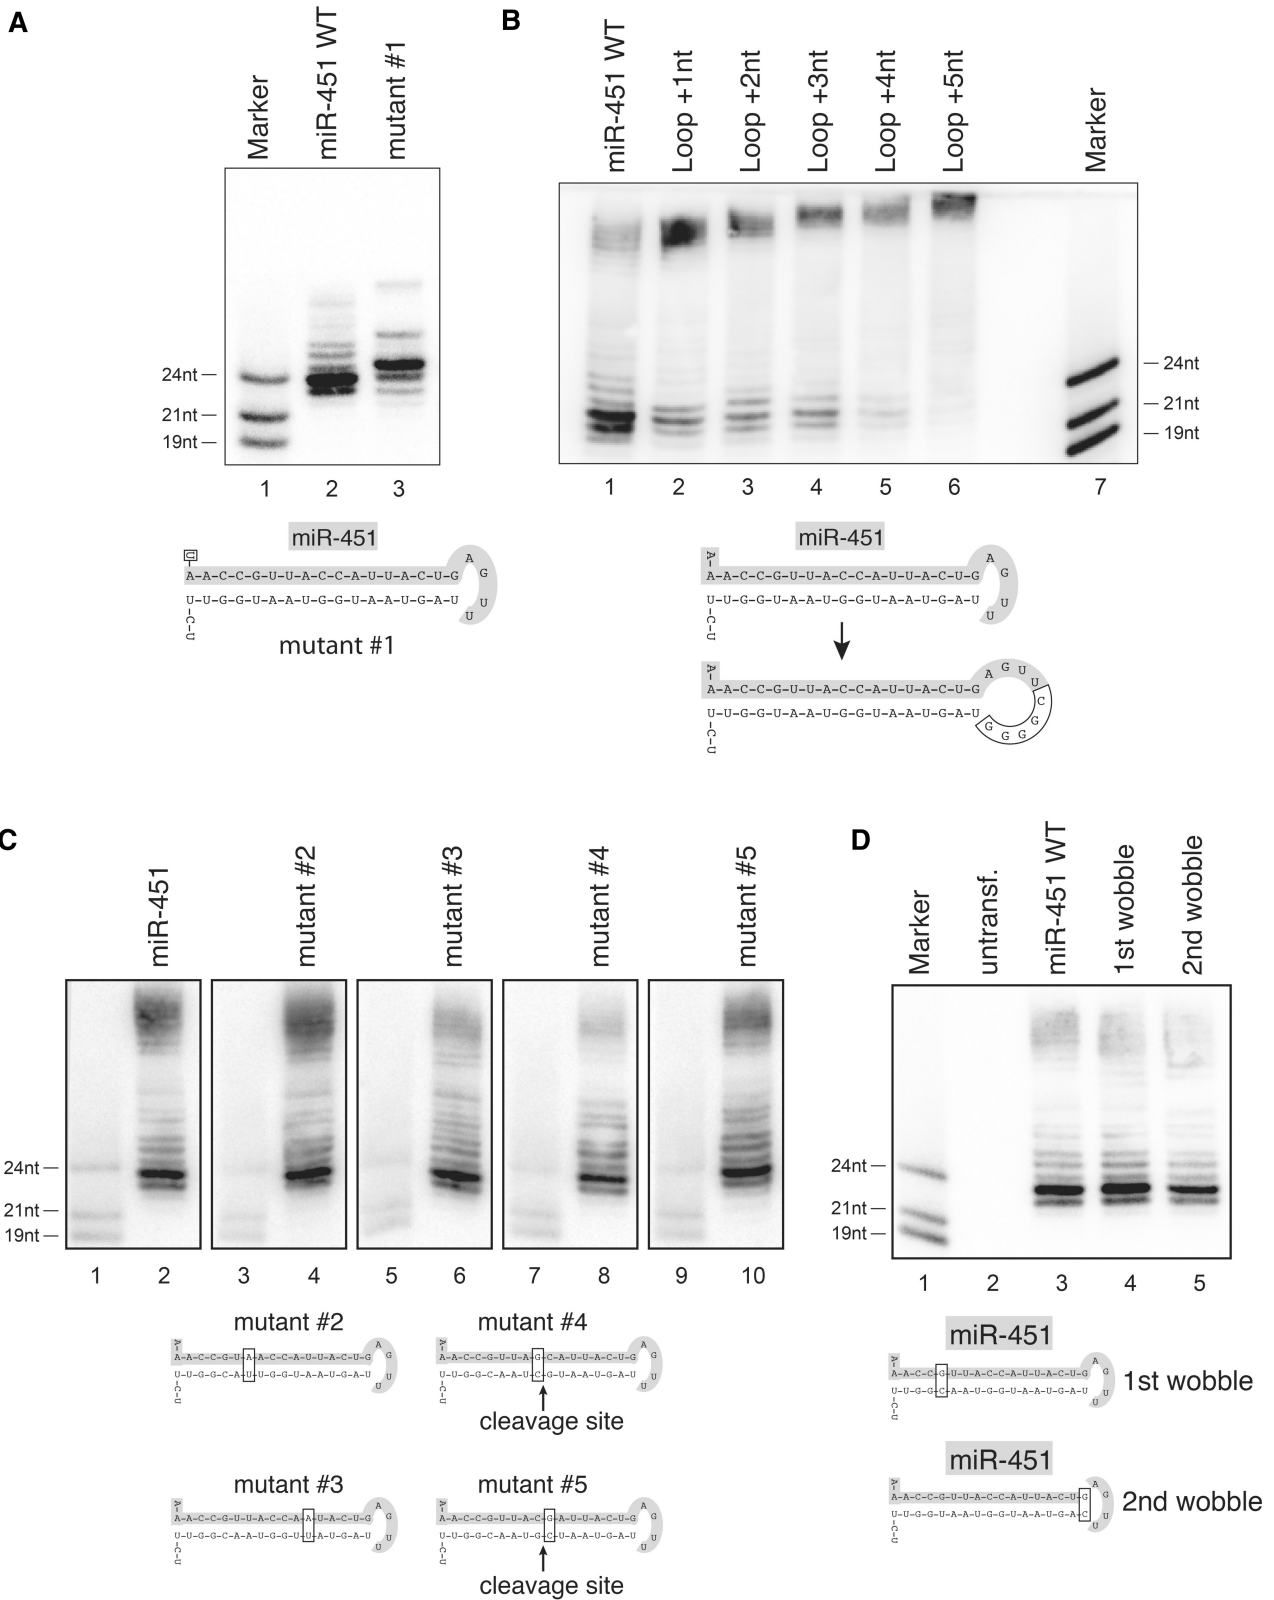 A
Marker
miR-451 WT
mutant #1
24nt
21nt
19nt
1 2 3
miR-451
U
A-A-C-C-G-U-U-A-C-C-A-U-U-A-C-U-G
A
G
U
U
U-U-G-G-U-A-A-U-G-G-U-A-A-U-G-A-U
C-U
mutant #1
B
miR-451 WT
Loop +1nt
Loop +2nt
Loop +3nt
Loop +4nt
Loop +5nt
Marker
24nt
21nt
19nt
1 2 3 4 5 6 7
miR-451
A
A-A-C-C-G-U-U-A-C-C-A-U-U-A-C-U-G
A
G
U
U
U-U-G-G-U-A-A-U-G-G-U-A-A-U-G-A-U
C-U
A
A-A-C-C-G-U-U-A-C-C-A-U-U-A-C-U-G
A G U U
C G G G G
U-U-G-G-U-A-A-U-G-G-U-A-A-U-G-A-U
C-U
C
miR-451
mutant #2
mutant #3
mutant #4
mutant #5
24nt
21nt
19nt
1 2 3 4 5 6 7 8 9 10
mutant #2
A
A-A-C-C-G-U-A-A-C-C-A-U-U-A-C-U-G
A
G
U
U
U-U-G-G-C-A-U-U-G-G-U-A-A-U-G-A-U
C-U
mutant #4
A
A-A-C-C-G-U-U-A-G-C-A-U-U-A-C-U-G
A
G
U
U
U-U-G-G-C-A-A-U-C-G-U-A-A-U-G-A-U
C-U
cleavage site
mutant #3
A
A-A-C-C-G-U-U-A-C-C-A-A-U-A-C-U-G
A
G
U
U
U-U-G-G-C-A-A-U-G-G-U-U-A-U-G-A-U
C-U
mutant #5
A
A-A-C-C-G-U-U-A-C-G-A-U-U-A-C-U-G
A
G
U
U
U-U-G-G-C-A-A-U-G-C-U-A-A-U-G-A-U
C-U
cleavage site
D
Marker
untransf.
miR-451 WT
1st wobble
2nd wobble
24nt
21nt
19nt
1 2 3 4 5
miR-451
A
A-A-C-C-G-U-U-A-C-C-A-U-U-A-C-U-G
A
G
U
U
U-U-G-G-C-A-A-U-G-G-U-A-A-U-G-A-U
C-U
1st wobble
miR-451
A
A-A-C-C-G-U-U-A-C-C-A-U-U-A-C-U-G
A
G
U
U
U-U-G-G-U-A-A-U-G-G-U-A-A-U-G-A-C
C-U
2nd wobble